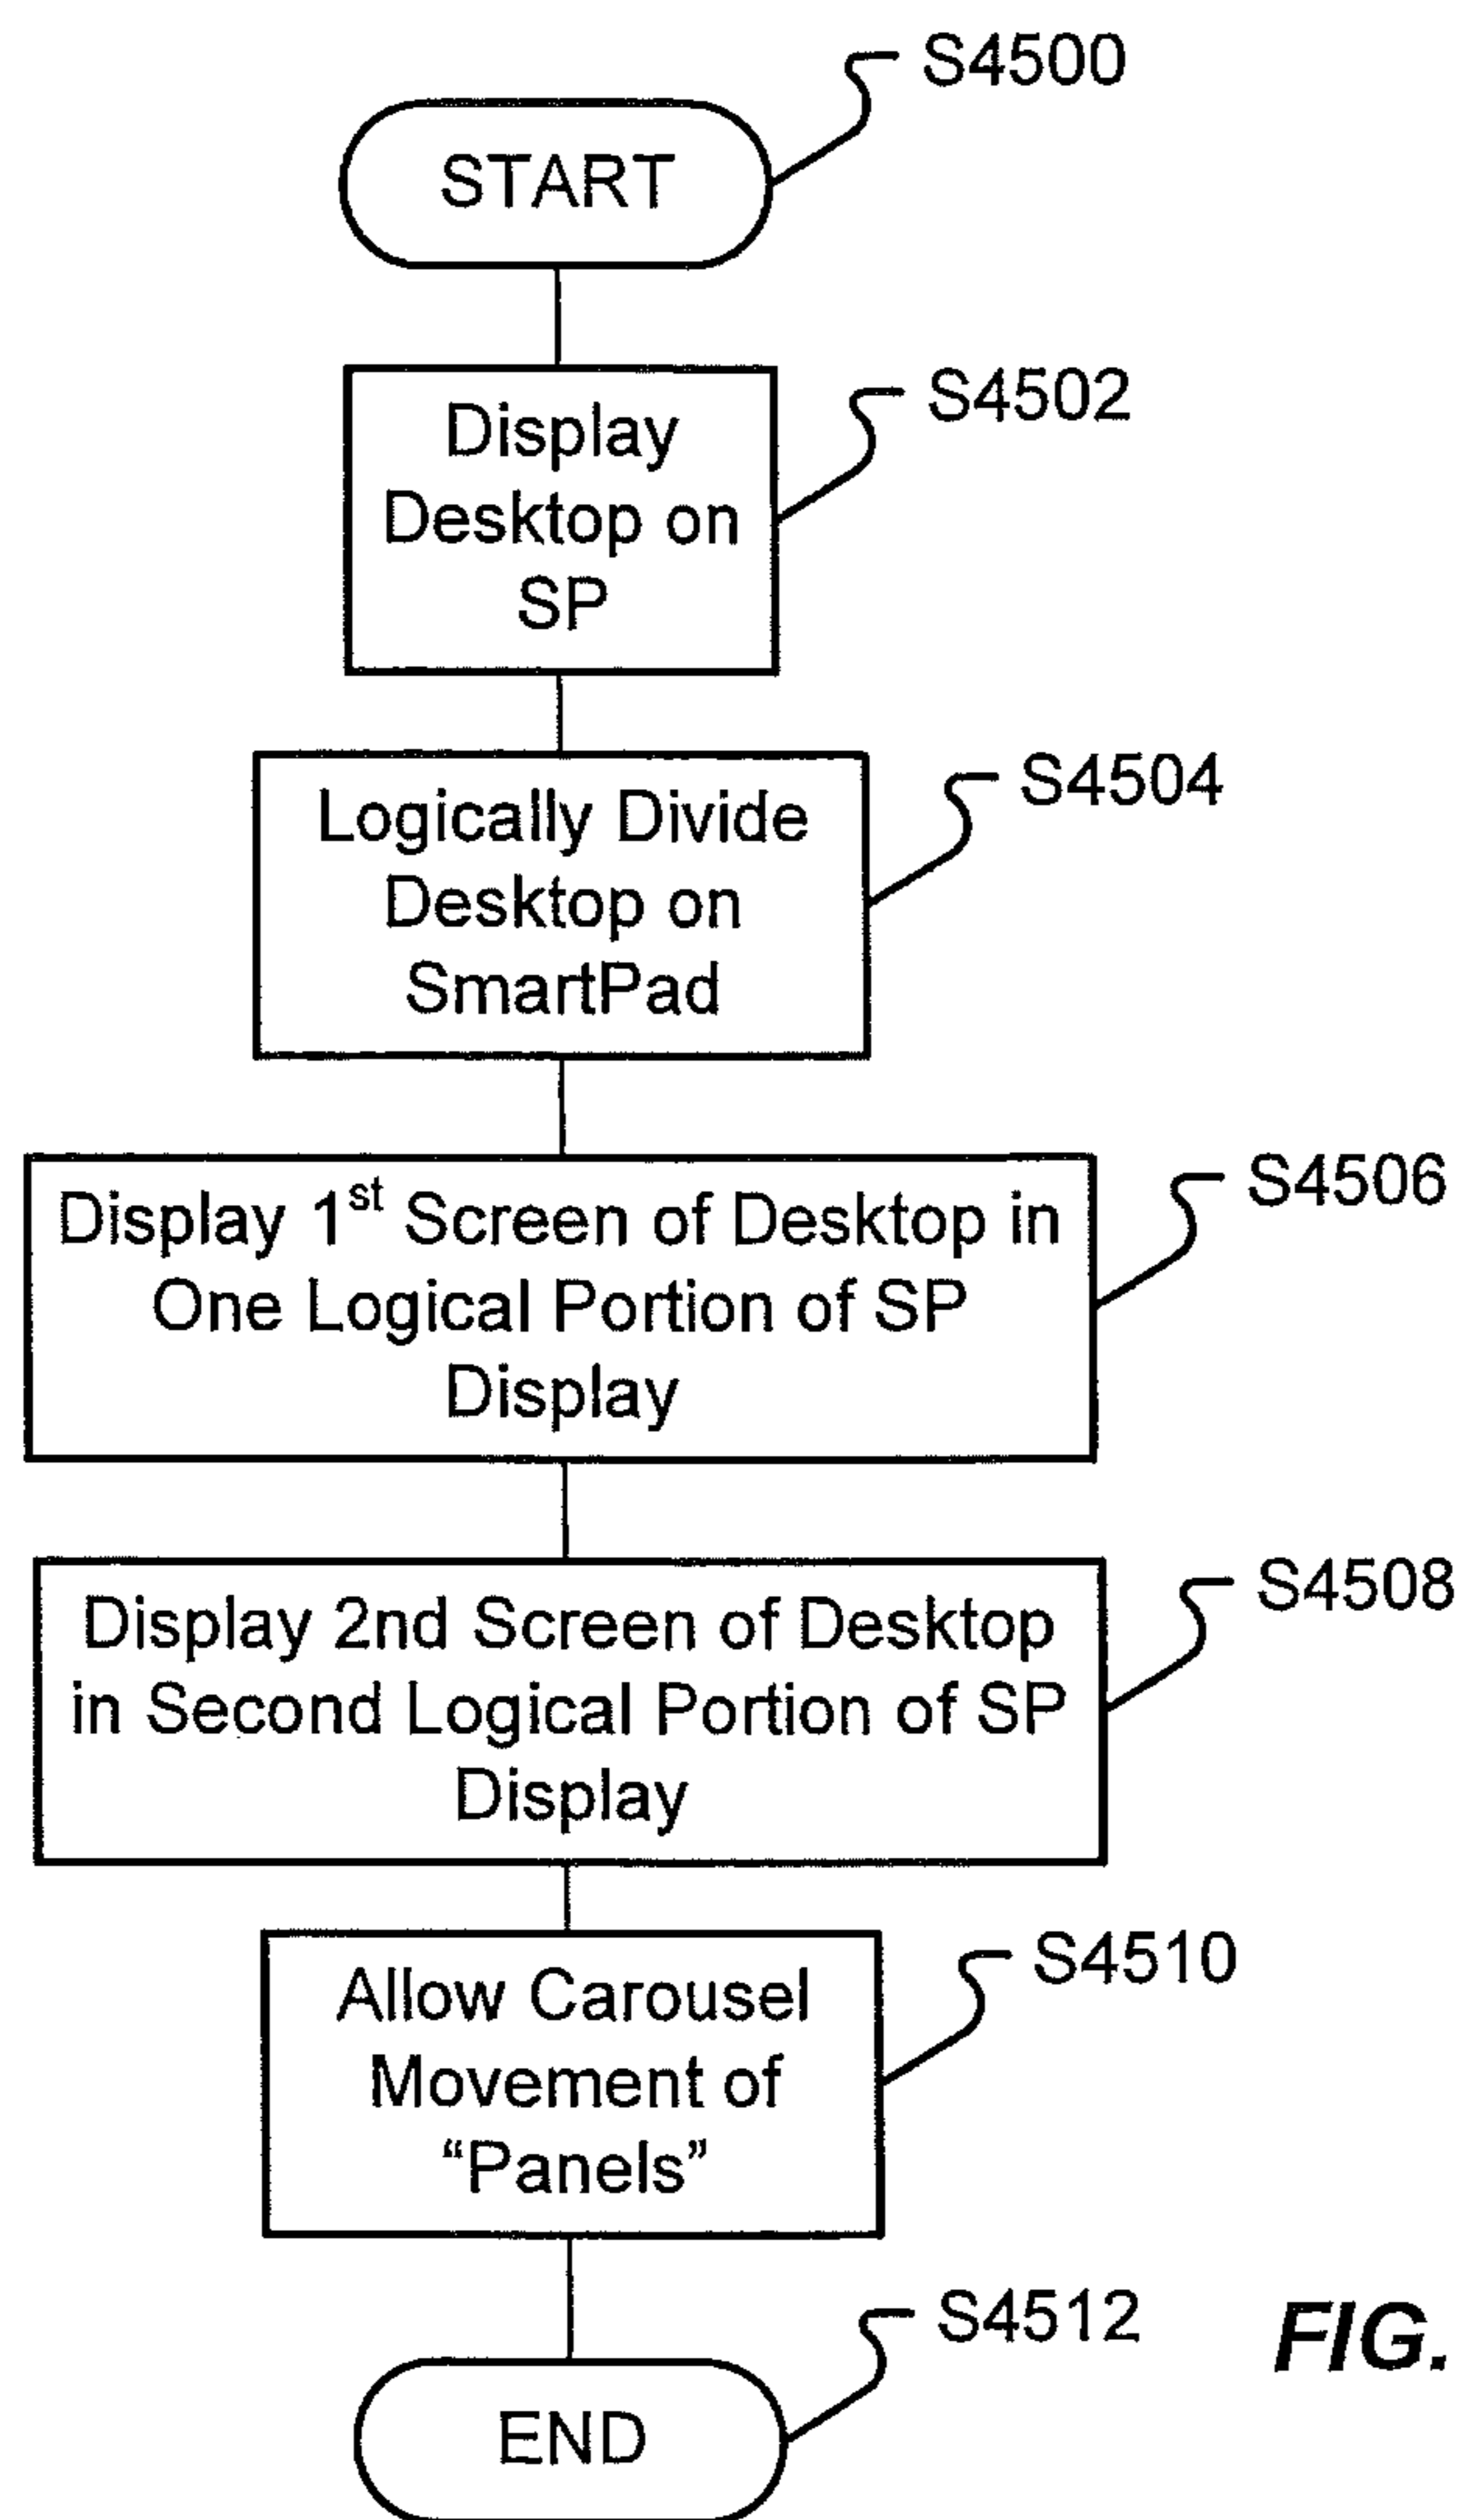 S4500
START
S4502
Display
Desktop on
SP
S4504
Logically Divide
Desktop on
SmartPad
S4506
Display 1st Screen of Desktop in
One Logical Portion of SP
Display
S4508
Display 2nd Screen of Desktop
in Second Logical Portion of SP
Display
S4510
Allow Carousel
Movement of
“Panels”
S4512
END
FIG.